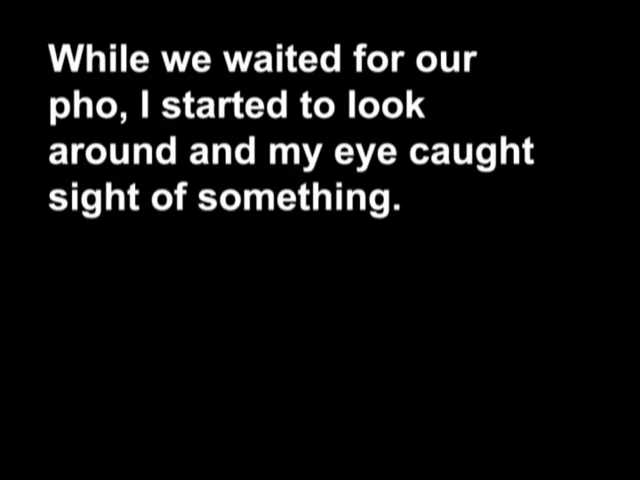 While we waited for our
pho, I started to look
around and my eye caught
sight of something.